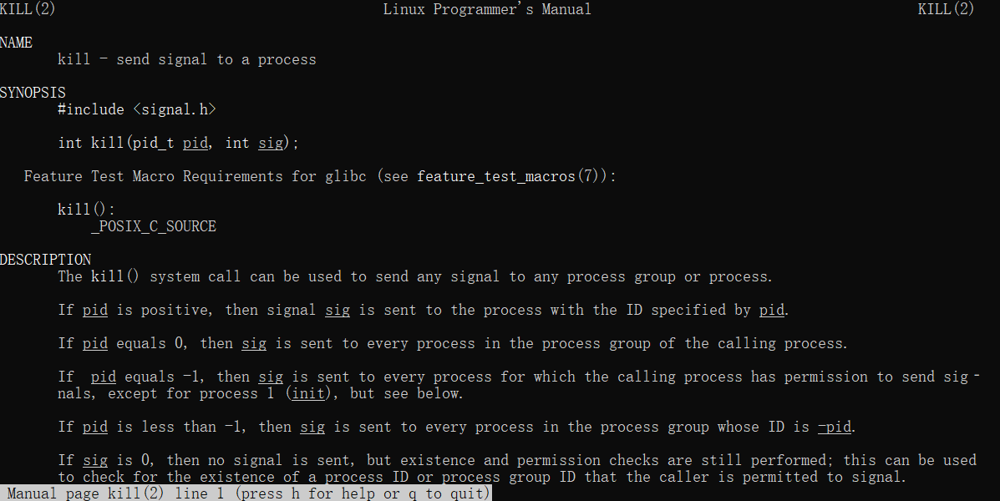 KILL(2) Linux Programmer's Manual KILL(2)
NAME
kill - send signal to a process
SYNOPSIS
#include <signal.h>
int kill(pid_t pid, int sig);
Feature Test Macro Requirements for glibc (see feature_test_macros(7)):
kill():
_POSIX_C_SOURCE
DESCRIPTION
The kill() system call can be used to send any signal to any process group or process.
If pid is positive, then signal sig is sent to the process with the ID specified by pid.
If pid equals 0, then sig is sent to every process in the process group of the calling process.
If  pid equals -1, then sig is sent to every process for which the calling process has permission to send sig‐
nals, except for process 1 (init), but see below.
If pid is less than -1, then sig is sent to every process in the process group whose ID is -pid.
If sig is 0, then no signal is sent, but existence and permission checks are still performed; this can be used
to check for the existence of a process ID or process group ID that the caller is permitted to signal.
Manual page kill(2) line 1 (press h for help or q to quit)